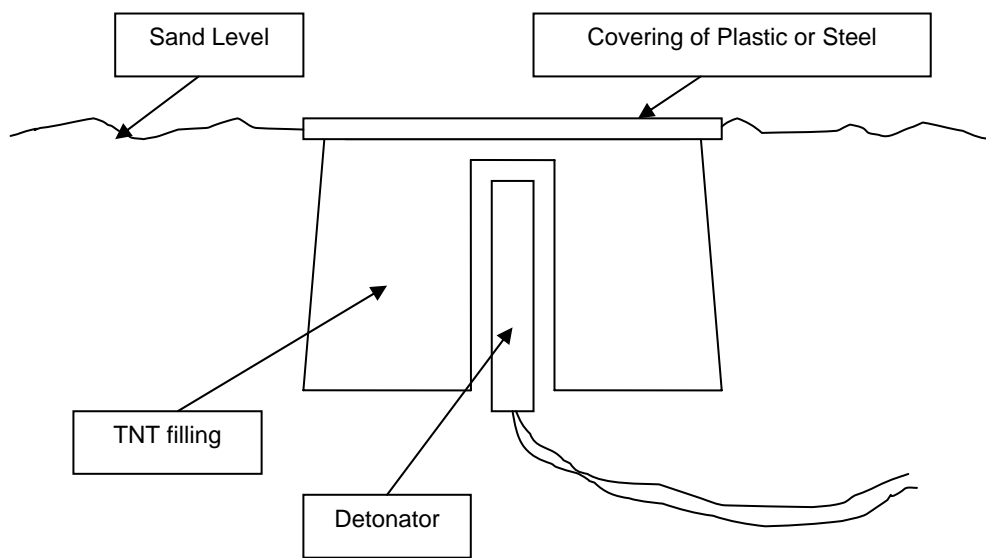 Sand Level
Covering of Plastic or Steel
TNT filling
Detonator